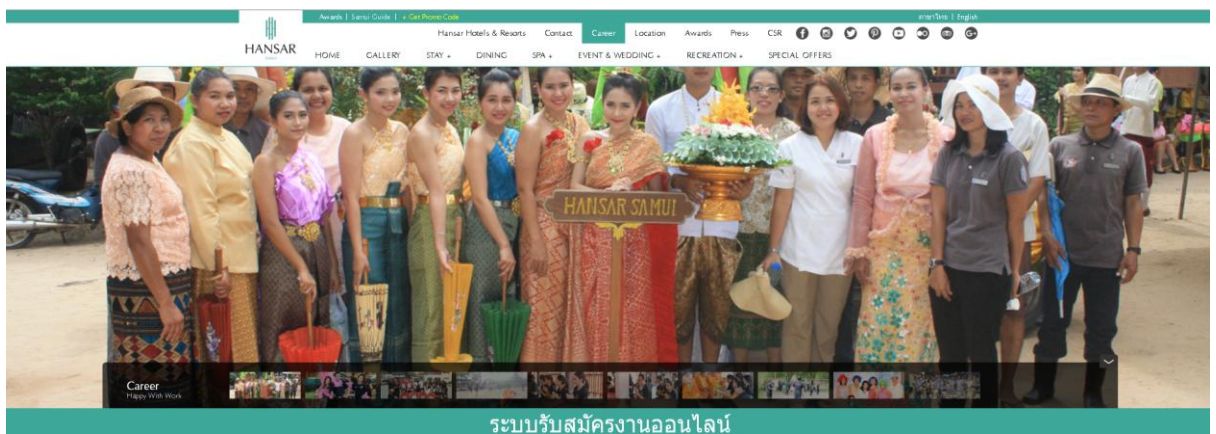 Awards | Samui Guide | + Get Promo Code
ภาษาไทย | English
Hansar Hotels & Resorts Contact Career Location Awards Press CSR
HANSAR
HOME GALLERY STAY + DINING SPA + EVENT & WEDDING + RECREATION + SPECIAL OFFERS
HANSAR SAMUI
Career
Happy With Work
ระบบรับสมัครงานออนไลน์